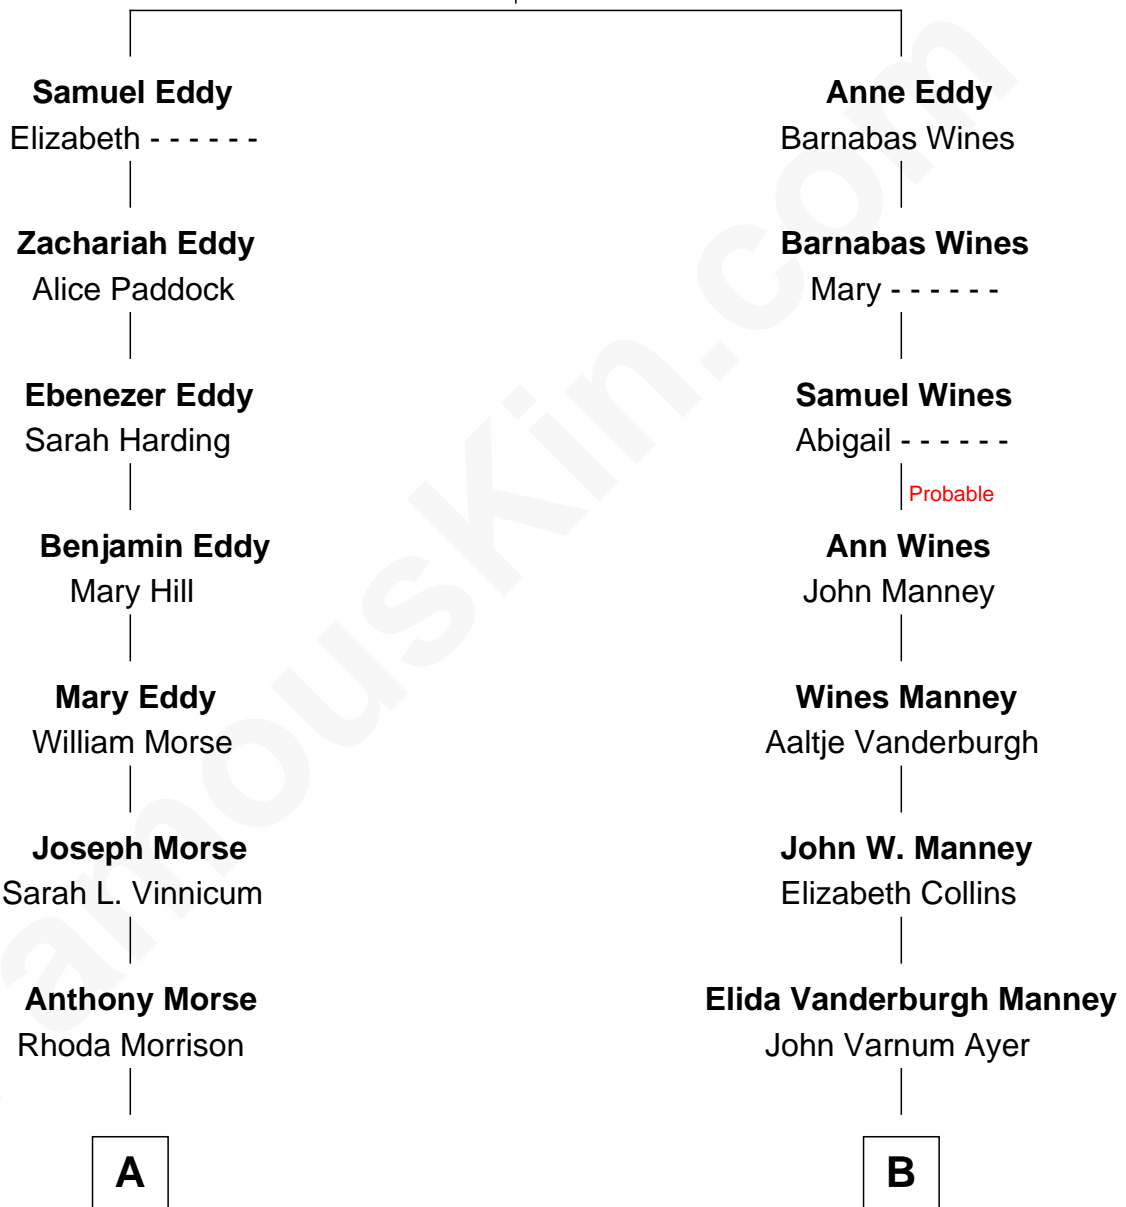 Samuel Eddy
Elizabeth - - - - - -
Zachariah Eddy
Alice Paddock
Ebenezer Eddy
Sarah Harding
Benjamin Eddy
Mary Hill
Mary Eddy
William Morse
Joseph Morse
Sarah L. Vinnicum
Anthony Morse
Rhoda Morrison
A
Anne Eddy
Barnabas Wines
Barnabas Wines
Mary - - - - - -
Samuel Wines
Abigail - - - - - -
Probable
Ann Wines
John Manney
Wines Manney
Aaltje Vanderburgh
John W. Manney
Elizabeth Collins
Elida Vanderburgh Manney
John Varnum Ayer
B
amousKin.com